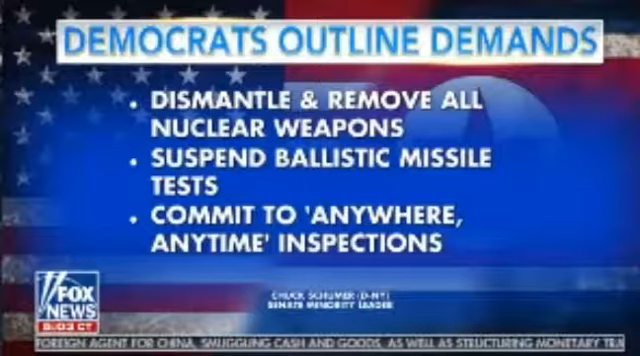 DEMOCRATS OUTLINE DEMANDS
• DISMANTLE & REMOVE ALL
NUCLEAR WEAPONS
• SUSPEND BALLISTIC MISSILE
TESTS
• COMMIT TO 'ANYWHERE,
ANYTIME' INSPECTIONS
CHUCK SCHUMER (D-NY)
SENATE MINORITY LEADER
FOX
NEWS
CT
FOREIGN AGENT FOR CHINA, SMUGGLING CASH AND GOODS, AS WELL AS STRUCTURING MONETARY TRA